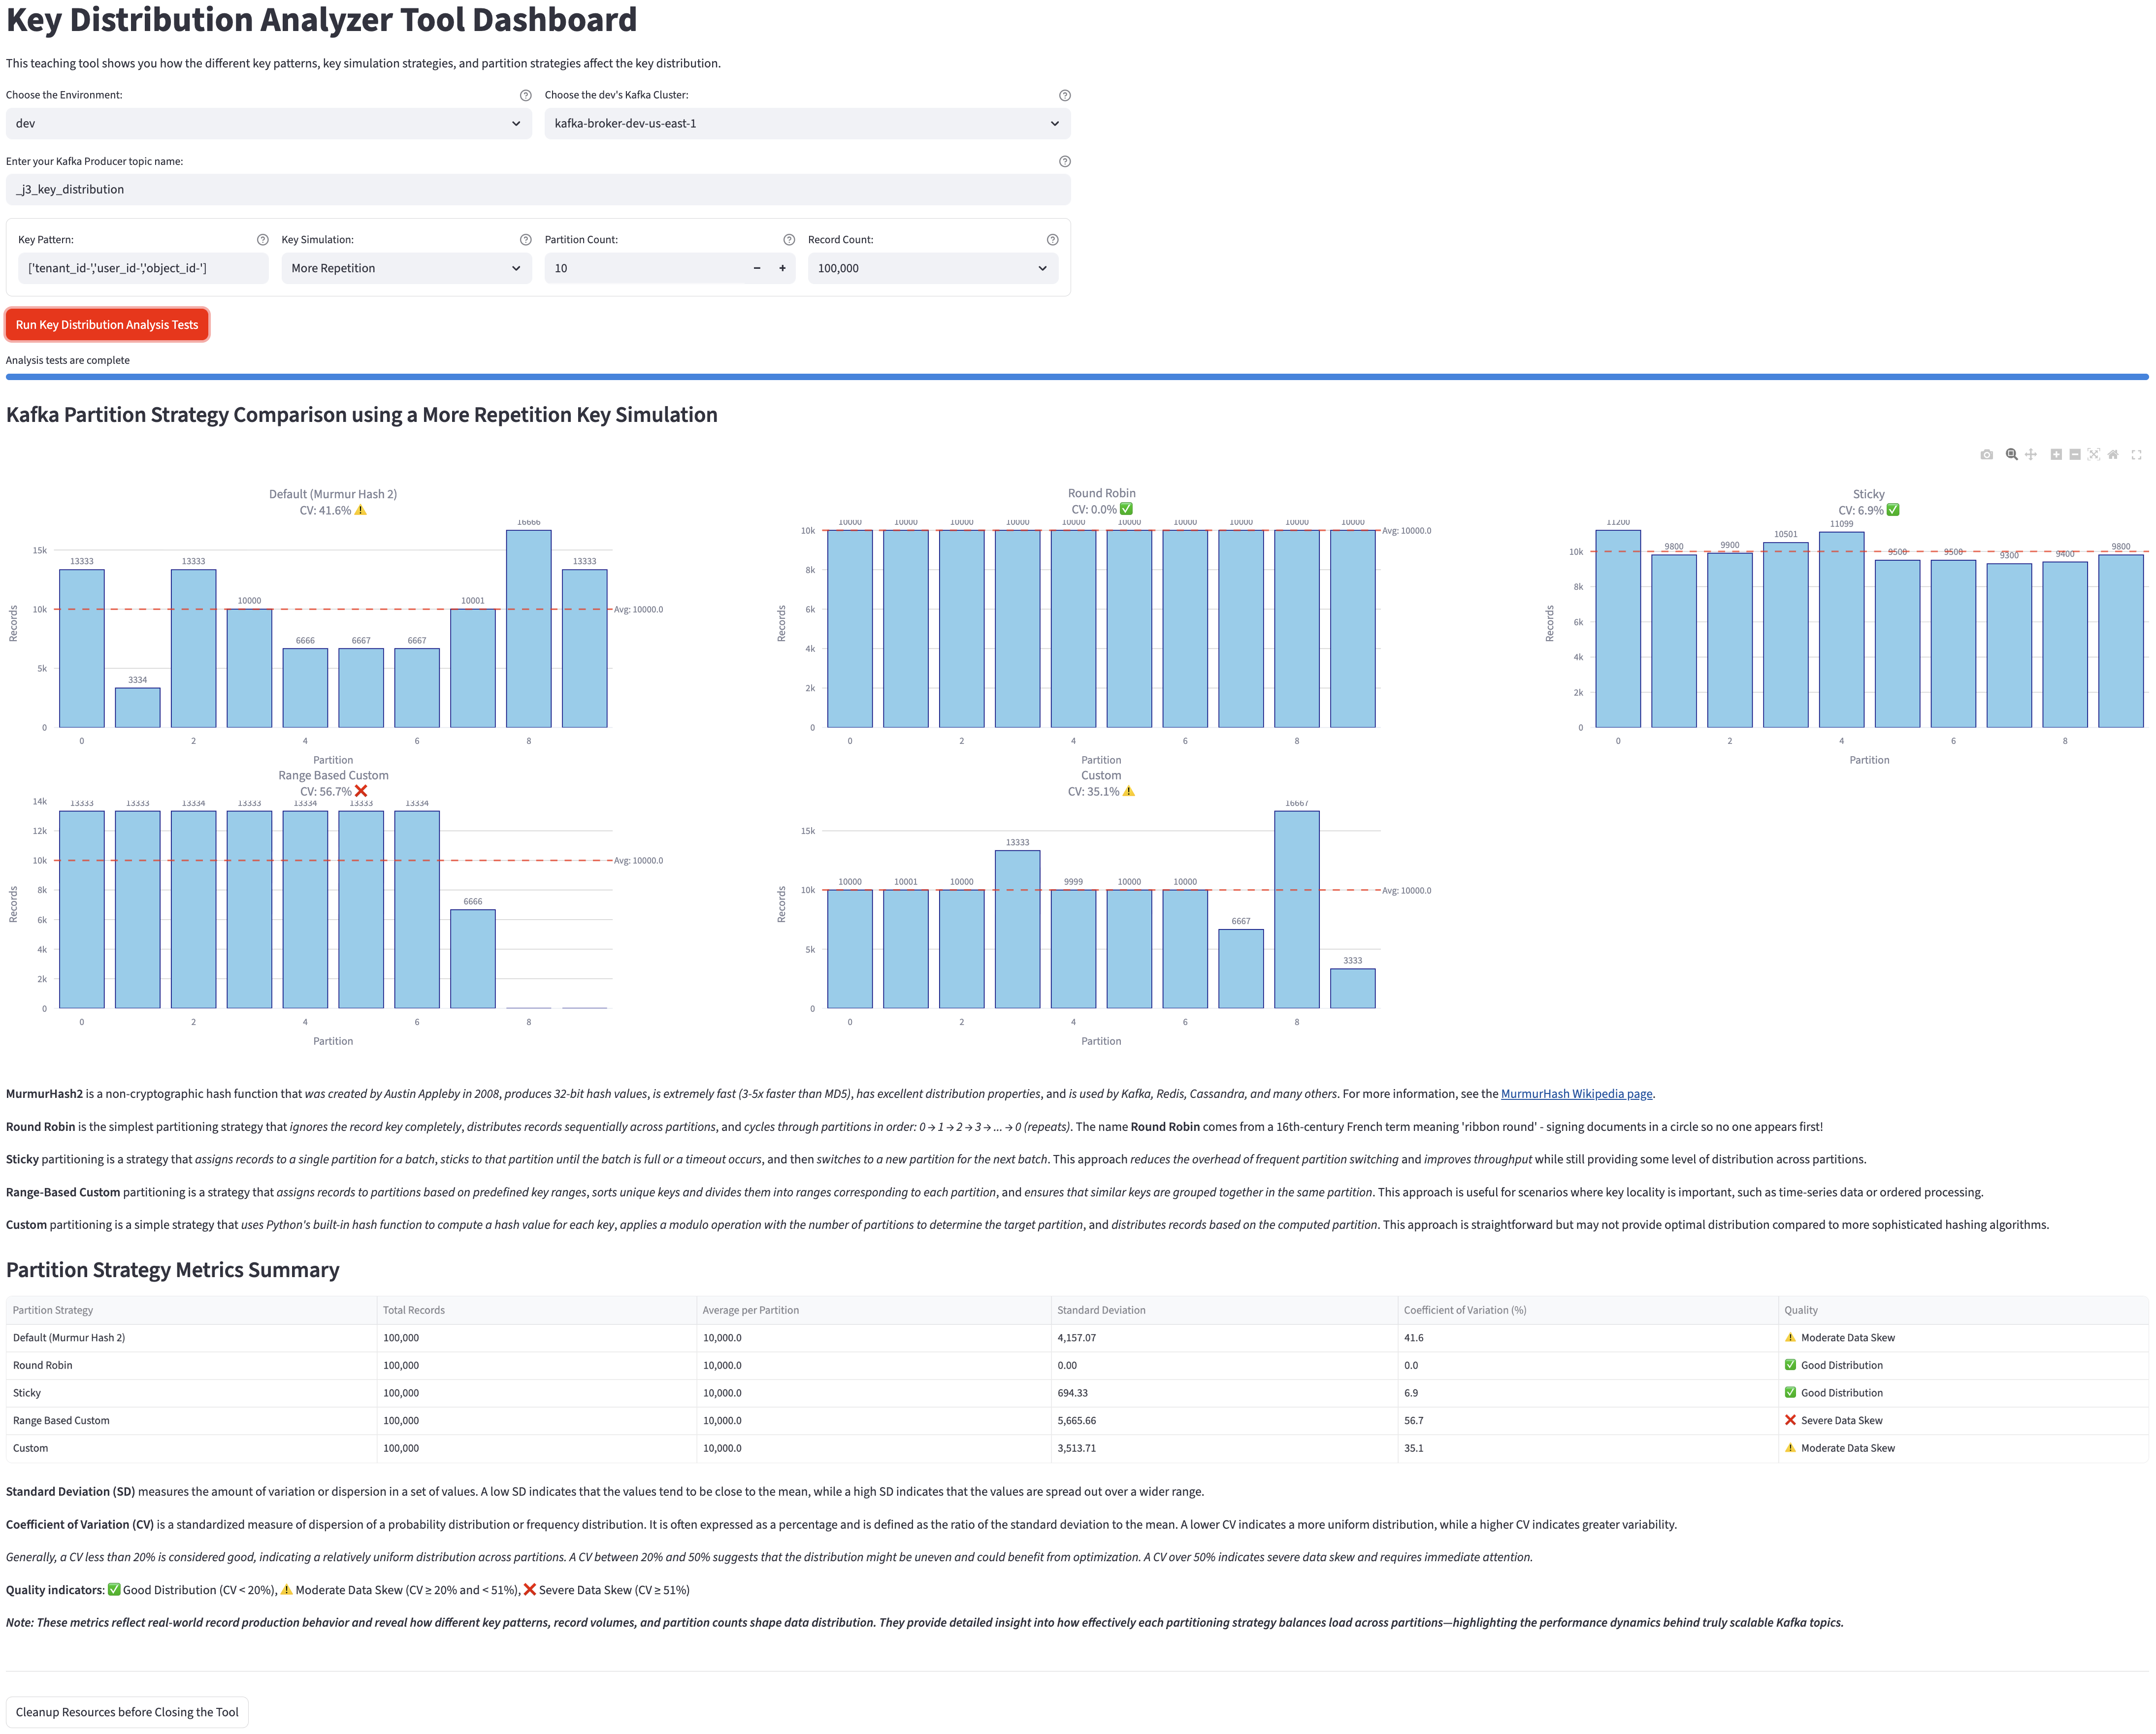 Key Distribution Analyzer Tool Dashboard
This teaching tool shows you how the different key patterns, key simulation strategies, and partition strategies affect the key distribution.
Choose the Environment:
Choose the dev's Kafka Cluster:
dev
kafka-broker-dev-us-east-1
Enter your Kafka Producer topic name:
_j3_key_distribution
Key Pattern:
Key Simulation:
Partition Count:
Record Count:
['tenant_id-','user_id-','object_id-']
More Repetition
10
100,000
Run Key Distribution Analysis Tests
Analysis tests are complete
Kafka Partition Strategy Comparison using a More Repetition Key Simulation
Default (Murmur Hash 2)
CV: 41.6% ⚠️
15k
10k
5k
0
Records
13333
3334
13333
10000
6666
6667
6667
10001
16666
13333
Avg: 10000.0
0 2 4 6 8
Partition
Round Robin
CV: 0.0% ✅
10k
8k
6k
4k
2k
0
Records
10000 10000 10000 10000 10000 10000 10000 10000 10000 10000
Avg: 10000.0
0 2 4 6 8
Partition
Sticky
CV: 6.9% ✅
10k
8k
6k
4k
2k
0
Records
11200
9800
9900
10501
11099
9500
9500
9300
9400
9800
0 2 4 6 8
Partition
Range Based Custom
CV: 56.7% ❌
14k
12k
10k
8k
6k
4k
2k
0
Records
13333 13333 13334 13333 13334 13333 13334
6666
Avg: 10000.0
0 2 4 6 8
Partition
Custom
CV: 35.1% ⚠️
15k
10k
5k
0
Records
10000
10001
10000
13333
9999
10000
10000
6667
16667
3333
Avg: 10000.0
0 2 4 6 8
Partition
MurmurHash2 is a non-cryptographic hash function that was created by Austin Appleby in 2008, produces 32-bit hash values, is extremely fast (3-5x faster than MD5), has excellent distribution properties, and is used by Kafka, Redis, Cassandra, and many others. For more information, see the MurmurHash Wikipedia page.
Round Robin is the simplest partitioning strategy that ignores the record key completely, distributes records sequentially across partitions, and cycles through partitions in order: 0 → 1 → 2 → 3 → ... → 0 (repeats). The name Round Robin comes from a 16th-century French term meaning 'ribbon round' - signing documents in a circle so no one appears first!
Sticky partitioning is a strategy that assigns records to a single partition for a batch, sticks to that partition until the batch is full or a timeout occurs, and then switches to a new partition for the next batch. This approach reduces the overhead of frequent partition switching and improves throughput while still providing some level of distribution across partitions.
Range-Based Custom partitioning is a strategy that assigns records to partitions based on predefined key ranges, sorts unique keys and divides them into ranges corresponding to each partition, and ensures that similar keys are grouped together in the same partition. This approach is useful for scenarios where key locality is important, such as time-series data or ordered processing.
Custom partitioning is a simple strategy that uses Python's built-in hash function to compute a hash value for each key, applies a modulo operation with the number of partitions to determine the target partition, and distributes records based on the computed partition. This approach is straightforward but may not provide optimal distribution compared to more sophisticated hashing algorithms.
Partition Strategy Metrics Summary
Partition Strategy Total Records Average per Partition Standard Deviation Coefficient of Variation (%) Quality
Default (Murmur Hash 2) 100,000 10,000.0 4,157.07 41.6 ⚠️ Moderate Data Skew
Round Robin 100,000 10,000.0 0.00 0.0 ✅ Good Distribution
Sticky 100,000 10,000.0 694.33 6.9 ✅ Good Distribution
Range Based Custom 100,000 10,000.0 5,665.66 56.7 ❌ Severe Data Skew
Custom 100,000 10,000.0 3,513.71 35.1 ⚠️ Moderate Data Skew
Standard Deviation (SD) measures the amount of variation or dispersion in a set of values. A low SD indicates that the values tend to be close to the mean, while a high SD indicates that the values are spread out over a wider range.
Coefficient of Variation (CV) is a standardized measure of dispersion of a probability distribution or frequency distribution. It is often expressed as a percentage and is defined as the ratio of the standard deviation to the mean. A lower CV indicates a more uniform distribution, while a higher CV indicates greater variability.
Generally, a CV less than 20% is considered good, indicating a relatively uniform distribution across partitions. A CV between 20% and 50% suggests that the distribution might be uneven and could benefit from optimization. A CV over 50% indicates severe data skew and requires immediate attention.
Quality indicators: ✅ Good Distribution (CV < 20%), ⚠️ Moderate Data Skew (CV ≥ 20% and < 51%), ❌ Severe Data Skew (CV ≥ 51%)
Note: These metrics reflect real-world record production behavior and reveal how different key patterns, record volumes, and partition counts shape data distribution. They provide detailed insight into how effectively each partitioning strategy balances load across partitions—highlighting the performance dynamics behind truly scalable Kafka topics.
Cleanup Resources before Closing the Tool